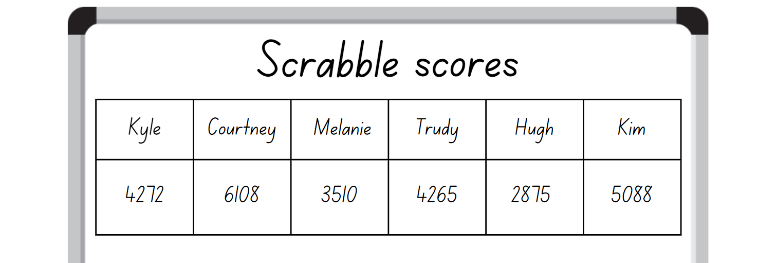 Scrabble scores
Kyle Courtney Melanie Trudy Hugh Kim
4272 6108 3510 4265 2875 5088